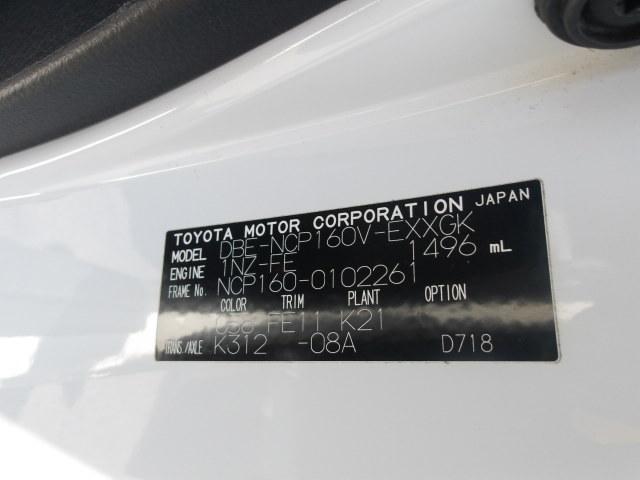 TOYOTA MOTOR CORPORATION JAPAN
MODEL DBE-NCP160V-EXXGK
ENGINE 1NZ-FE 1496 mL
FRAME No. NCP160-0102261
COLOR TRIM PLANT OPTION
058 FE11 K21
TRANS./AXLE K312 -08A D718